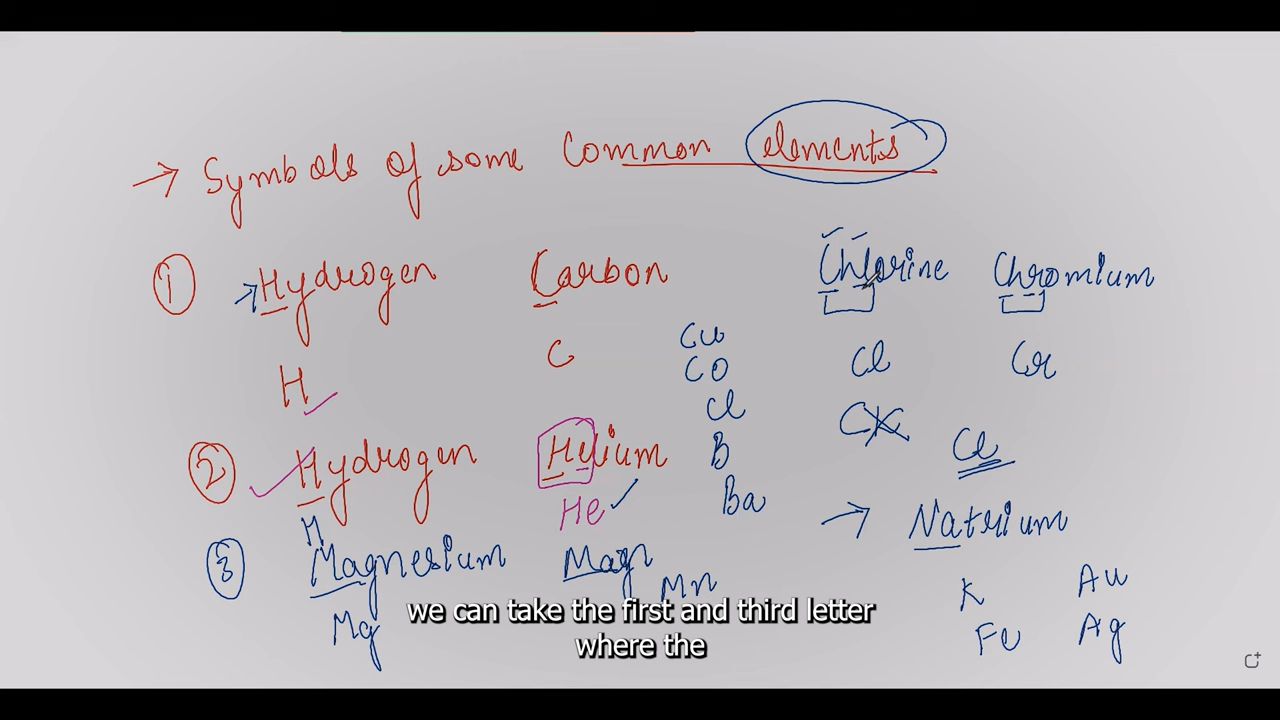 → Symbols of some Common elements
① Hydrogen Carbon Chlorine Chromium
H C Cu Cl Cr
CO
Cl
② Hydrogen Helium B Cl
H He Ba → Natrium
③ Magnesium Magn Mn K Au
Mg Fe Ag
we can take the first and third letter
where the